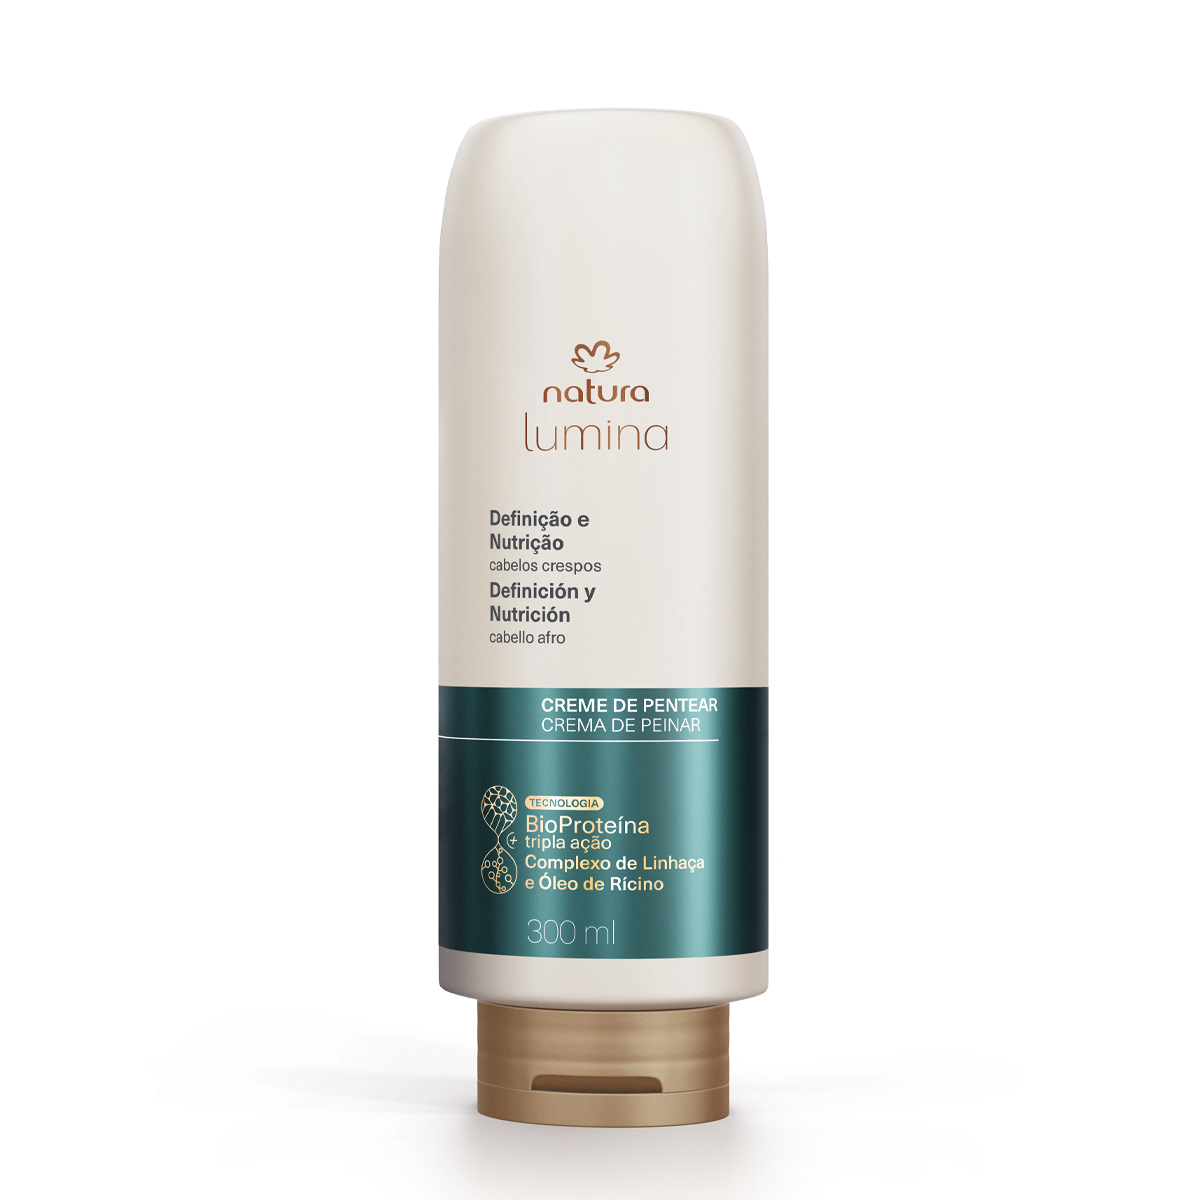 natura
lumina
Definição e
Nutrição
cabelos crespos
Definición y
Nutrición
cabello afro
CREME DE PENTEAR
CREMA DE PEINAR
TECNOLOGIA
BioProteína
+
tripla ação
Complexo de Linhaça
e Óleo de Rícino
300 ml